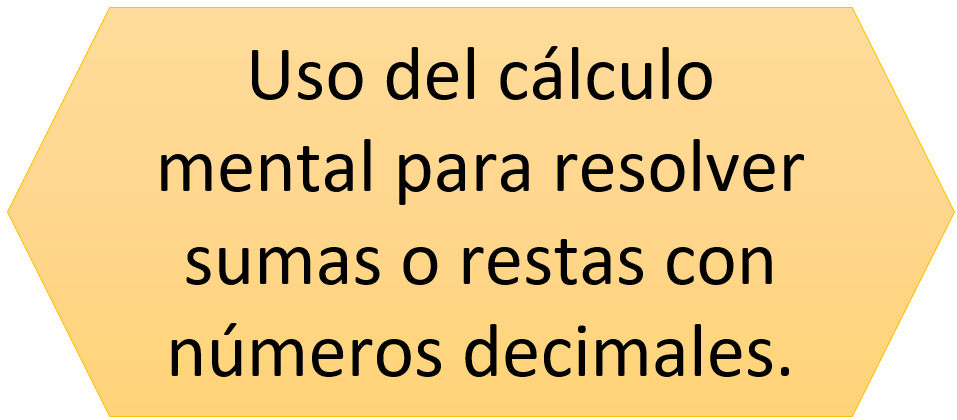 Uso del cálculo
mental para resolver
sumas o restas con
números decimales.